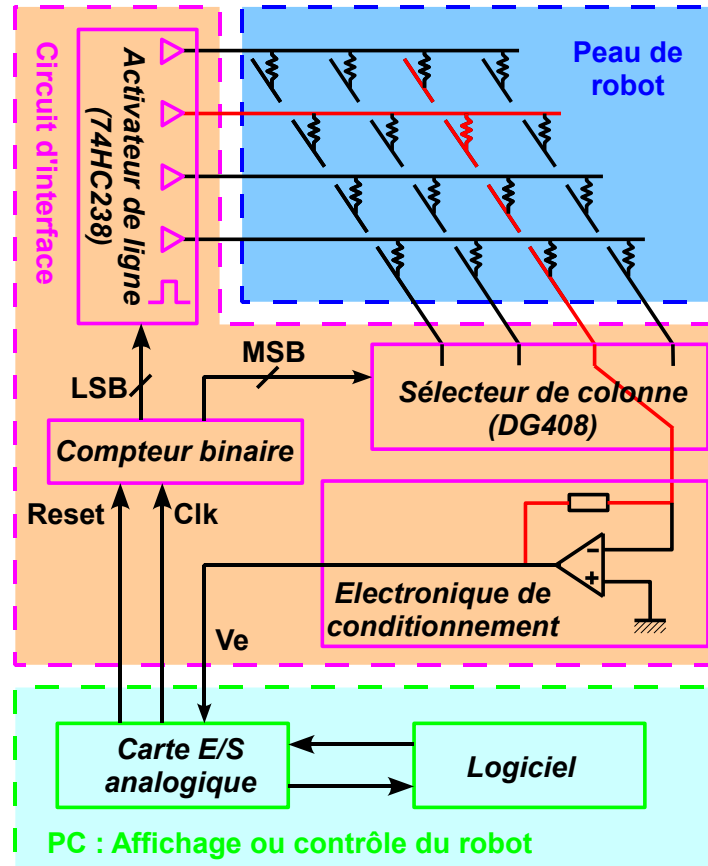 Circuit d'interface
Activateur de ligne
(74HC238)
Peau de
robot
MSB
LSB
Sélecteur de colonne
(DG408)
Compteur binaire
Reset
Clk
Electronique de
conditionnement
Ve
Carte E/S
analogique
Logiciel
PC : Affichage ou contrôle du robot